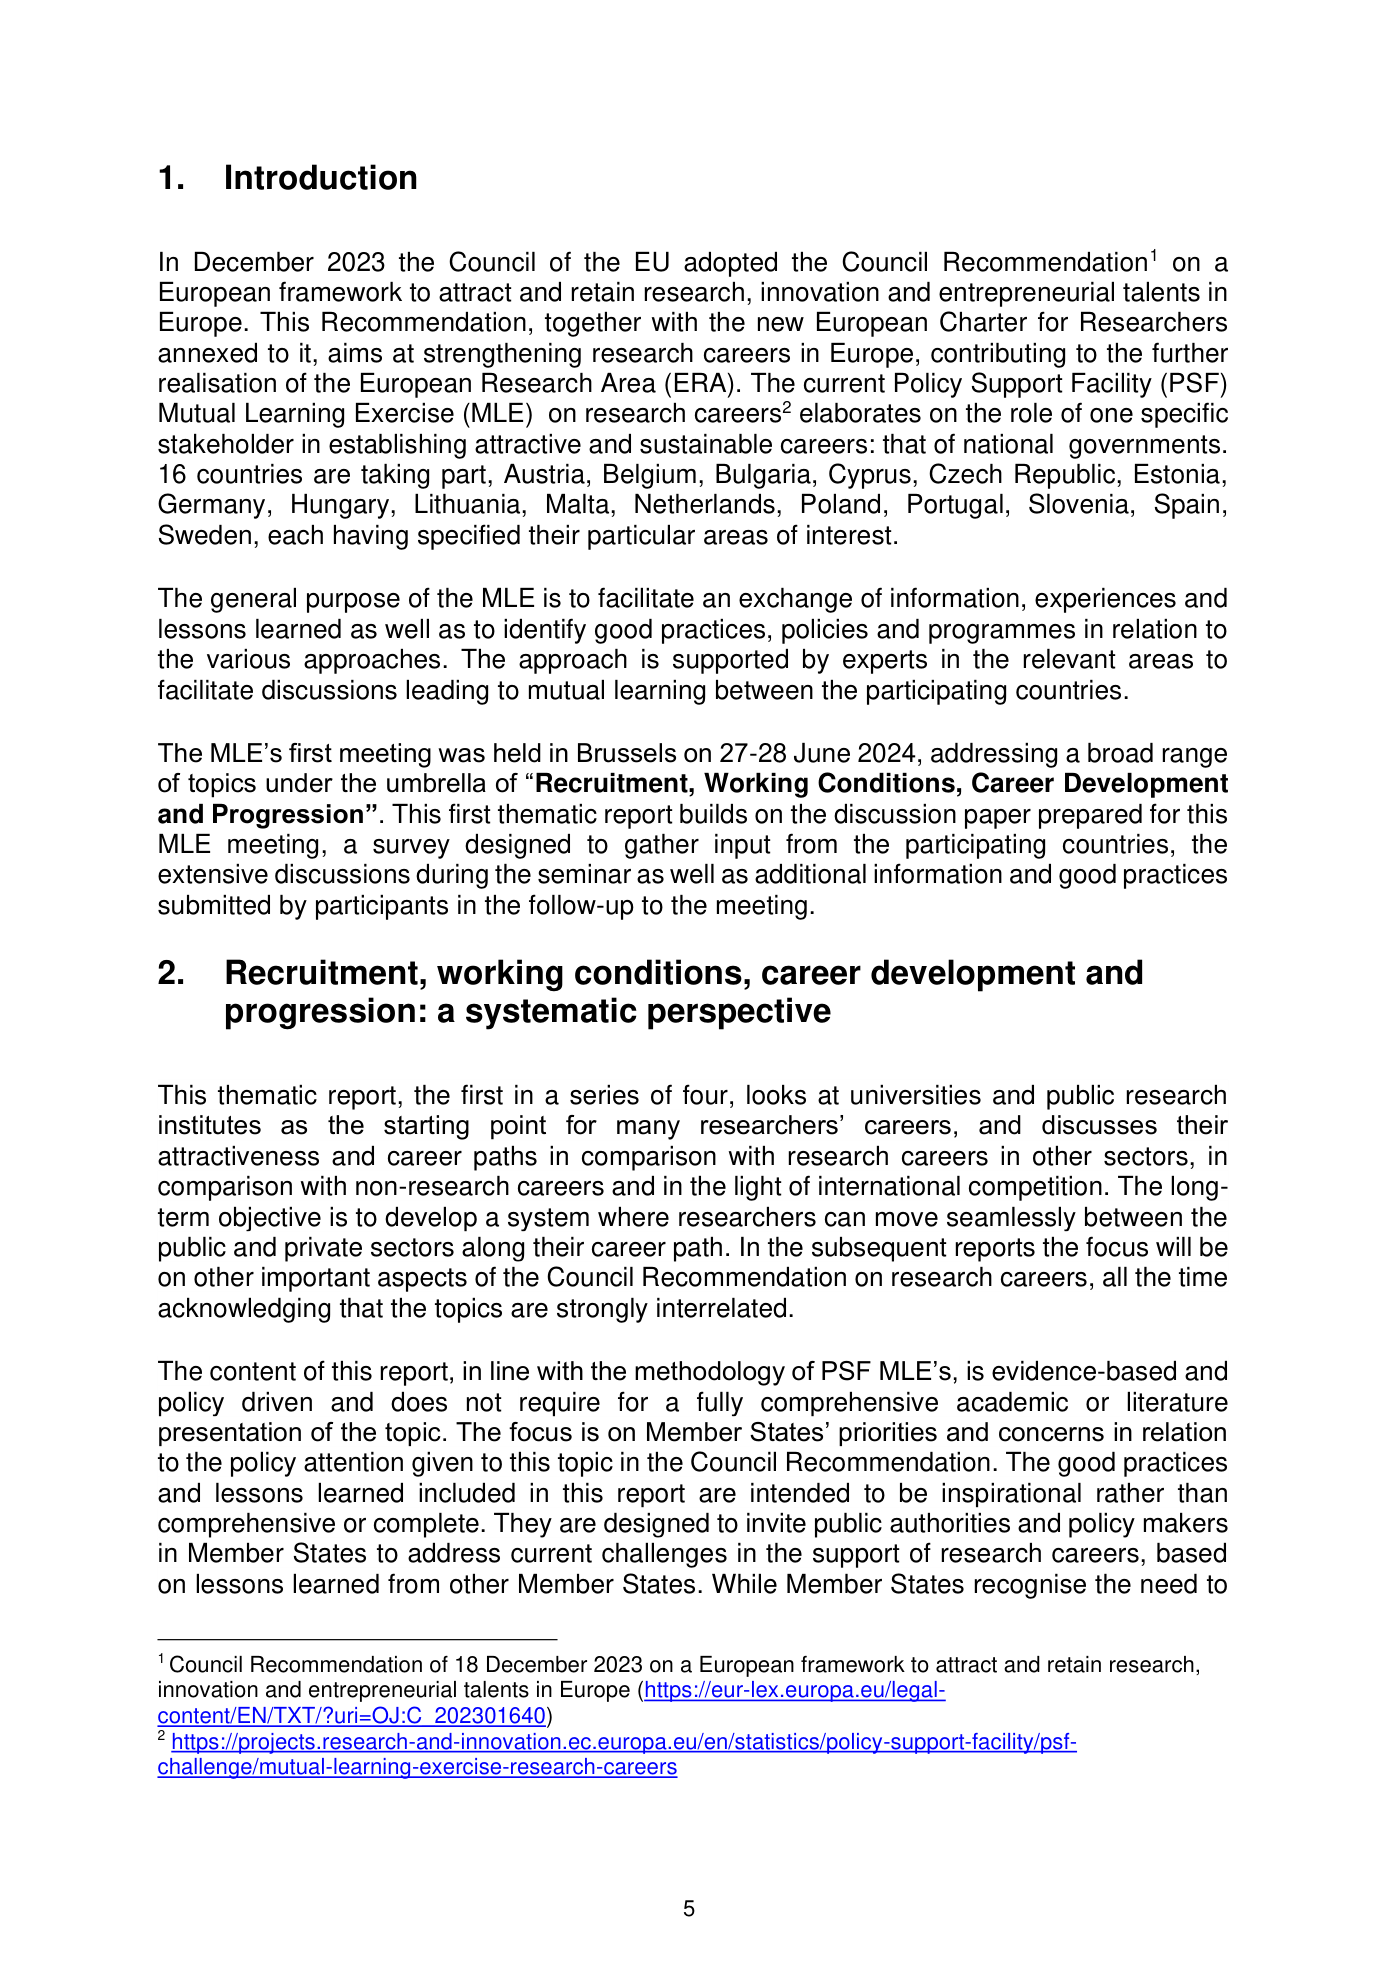 1. Introduction
In December 2023 the Council of the EU adopted the Council Recommendation¹ on a
European framework to attract and retain research, innovation and entrepreneurial talents in
Europe. This Recommendation, together with the new European Charter for Researchers
annexed to it, aims at strengthening research careers in Europe, contributing to the further
realisation of the European Research Area (ERA). The current Policy Support Facility (PSF)
Mutual Learning Exercise (MLE) on research careers² elaborates on the role of one specific
stakeholder in establishing attractive and sustainable careers: that of national governments.
16 countries are taking part, Austria, Belgium, Bulgaria, Cyprus, Czech Republic, Estonia,
Germany, Hungary, Lithuania, Malta, Netherlands, Poland, Portugal, Slovenia, Spain,
Sweden, each having specified their particular areas of interest.
The general purpose of the MLE is to facilitate an exchange of information, experiences and
lessons learned as well as to identify good practices, policies and programmes in relation to
the various approaches. The approach is supported by experts in the relevant areas to
facilitate discussions leading to mutual learning between the participating countries.
The MLE’s first meeting was held in Brussels on 27-28 June 2024, addressing a broad range
of topics under the umbrella of “Recruitment, Working Conditions, Career Development
and Progression”. This first thematic report builds on the discussion paper prepared for this
MLE meeting, a survey designed to gather input from the participating countries, the
extensive discussions during the seminar as well as additional information and good practices
submitted by participants in the follow-up to the meeting.
2. Recruitment, working conditions, career development and
progression: a systematic perspective
This thematic report, the first in a series of four, looks at universities and public research
institutes as the starting point for many researchers’ careers, and discusses their
attractiveness and career paths in comparison with research careers in other sectors, in
comparison with non-research careers and in the light of international competition. The long-
term objective is to develop a system where researchers can move seamlessly between the
public and private sectors along their career path. In the subsequent reports the focus will be
on other important aspects of the Council Recommendation on research careers, all the time
acknowledging that the topics are strongly interrelated.
The content of this report, in line with the methodology of PSF MLE’s, is evidence-based and
policy driven and does not require for a fully comprehensive academic or literature
presentation of the topic. The focus is on Member States’ priorities and concerns in relation
to the policy attention given to this topic in the Council Recommendation. The good practices
and lessons learned included in this report are intended to be inspirational rather than
comprehensive or complete. They are designed to invite public authorities and policy makers
in Member States to address current challenges in the support of research careers, based
on lessons learned from other Member States. While Member States recognise the need to
¹ Council Recommendation of 18 December 2023 on a European framework to attract and retain research,
innovation and entrepreneurial talents in Europe (https://eur-lex.europa.eu/legal-
content/EN/TXT/?uri=OJ:C_202301640)
² https://projects.research-and-innovation.ec.europa.eu/en/statistics/policy-support-facility/psf-
challenge/mutual-learning-exercise-research-careers
5